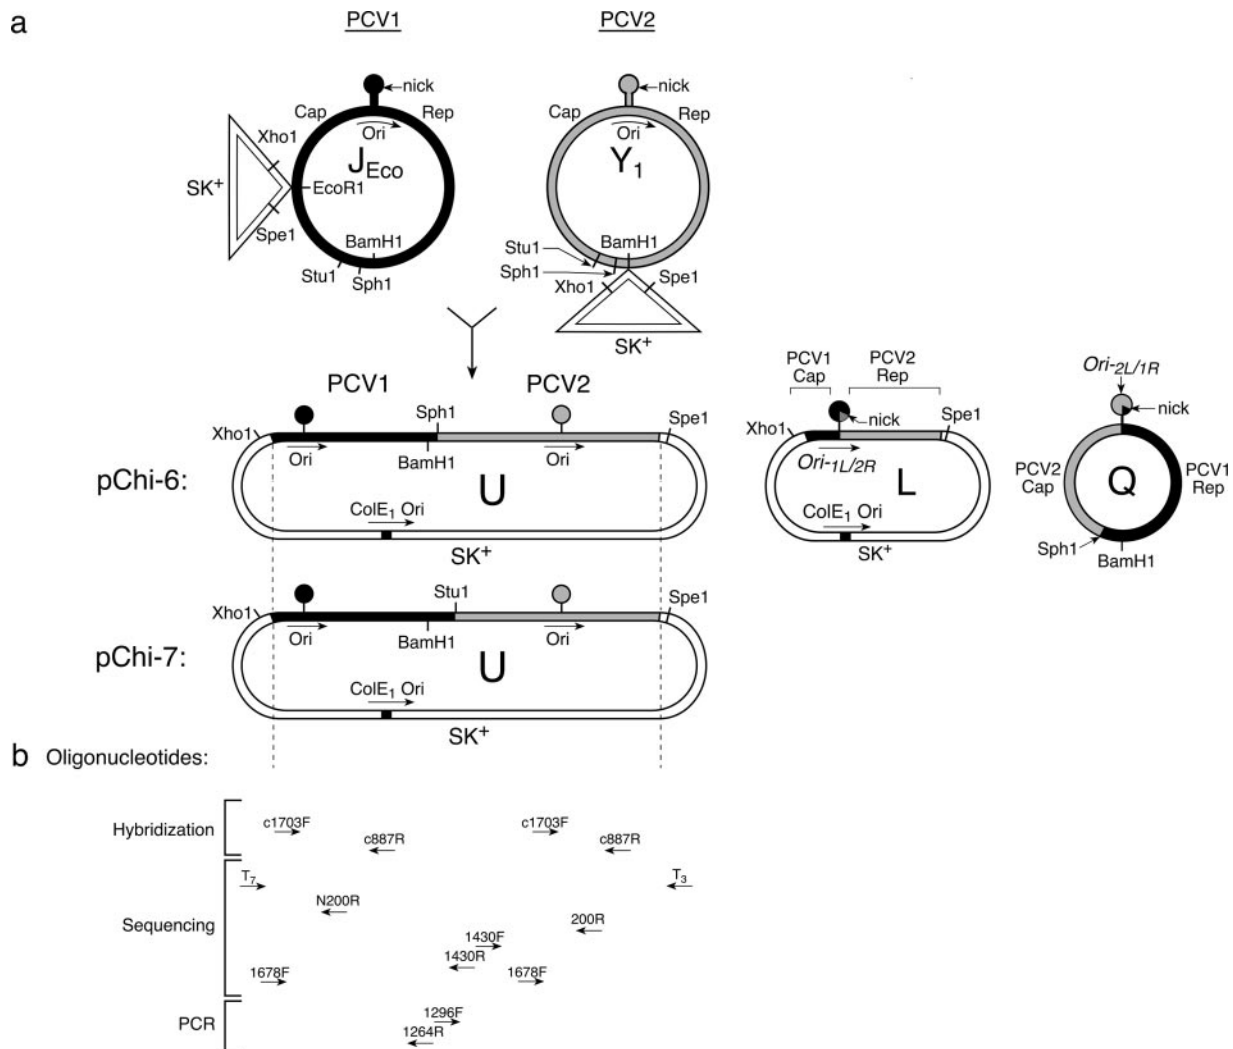 a
PCV1
PCV2
nick
nick
Cap
Rep
Cap
Rep
Ori
Ori
Xho1
J_Eco
Y_1
SK+
EcoR1
Spe1
BamH1
BamH1
Stu1
Stu1
Sph1
Sph1
Xho1
Spe1
SK+
PCV1
PCV2
Sph1
Xho1
Spe1
Ori
BamH1
Ori
pChi-6:
U
ColE1 Ori
SK+
PCV1 Cap
PCV2 Rep
nick
Xho1
Spe1
Ori-1L/2R
L
ColE1 Ori
SK+
Ori-2L/1R
nick
PCV2 Cap
Q
PCV1 Rep
Sph1
BamH1
Stu1
Xho1
Spe1
Ori
BamH1
Ori
pChi-7:
U
ColE1 Ori
SK+
b Oligonucleotides:
Hybridization
c1703F
c1703F
c887R
c887R
Sequencing
T7
T3
N200R
200R
1430F
1430R
1678F
1678F
PCR
1296F
1264R